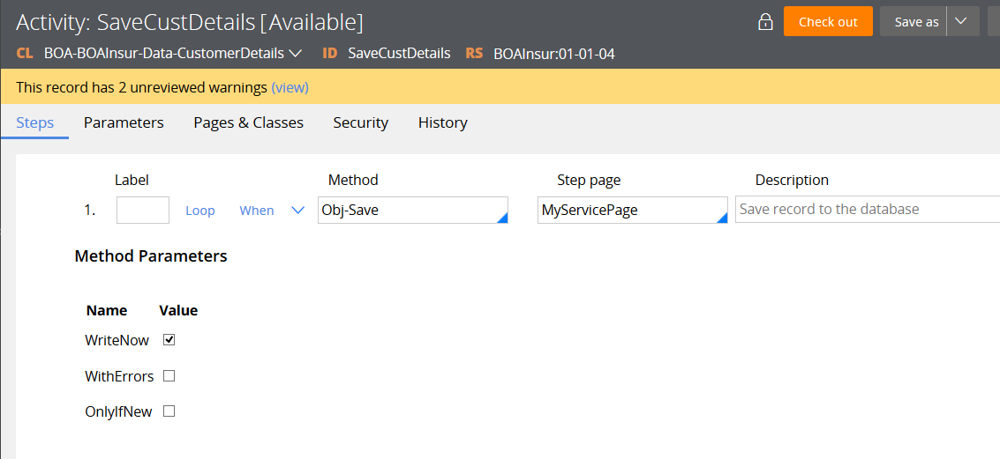 Activity: SaveCustDetails [Available]
Check out
Save as
CL BOA-BOAInsur-Data-CustomerDetails ID SaveCustDetails RS BOAInsur:01-01-04
This record has 2 unreviewed warnings (view)
Steps Parameters Pages & Classes Security History
Label Method Step page Description
1. Loop When Obj-Save MyServicePage Save record to the database
Method Parameters
Name Value
WriteNow
WithErrors
OnlyIfNew